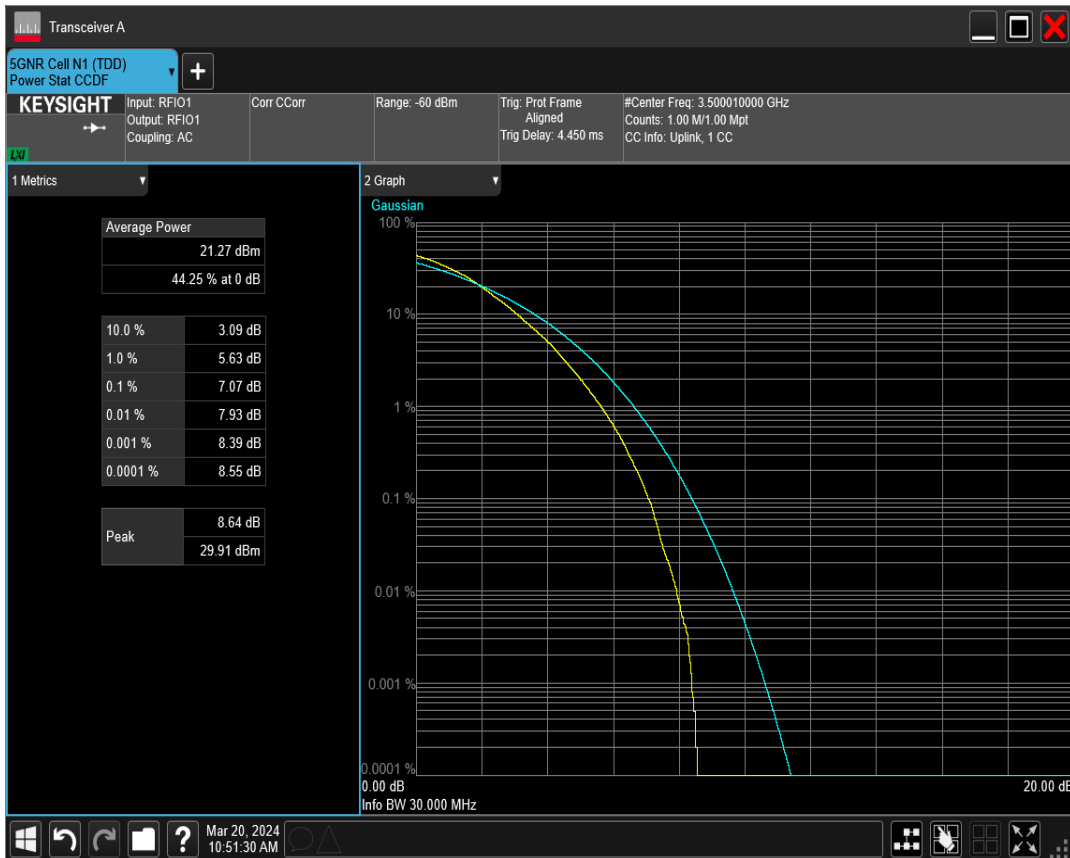 Transceiver A
5GNR Cell N1 (TDD)
Power Stat CCDF
KEYSIGHT
LXI
Input: RFIO1
Output: RFIO1
Coupling: AC
Corr CCorr
Range: -60 dBm
Trig: Prot Frame
Aligned
Trig Delay: 4.450 ms
#Center Freq: 3.500010000 GHz
Counts: 1.00 M/1.00 Mpt
CC Info: Uplink, 1 CC
1 Metrics
Average Power
21.27 dBm
44.25 % at 0 dB
10.0 % 3.09 dB
1.0 % 5.63 dB
0.1 % 7.07 dB
0.01 % 7.93 dB
0.001 % 8.39 dB
0.0001 % 8.55 dB
Peak
8.64 dB
29.91 dBm
2 Graph
Gaussian
100 %
10 %
1 %
0.1 %
0.01 %
0.001 %
0.0001 %
0.00 dB 20.00 dB
Info BW 30.000 MHz
?
Mar 20, 2024
10:51:30 AM